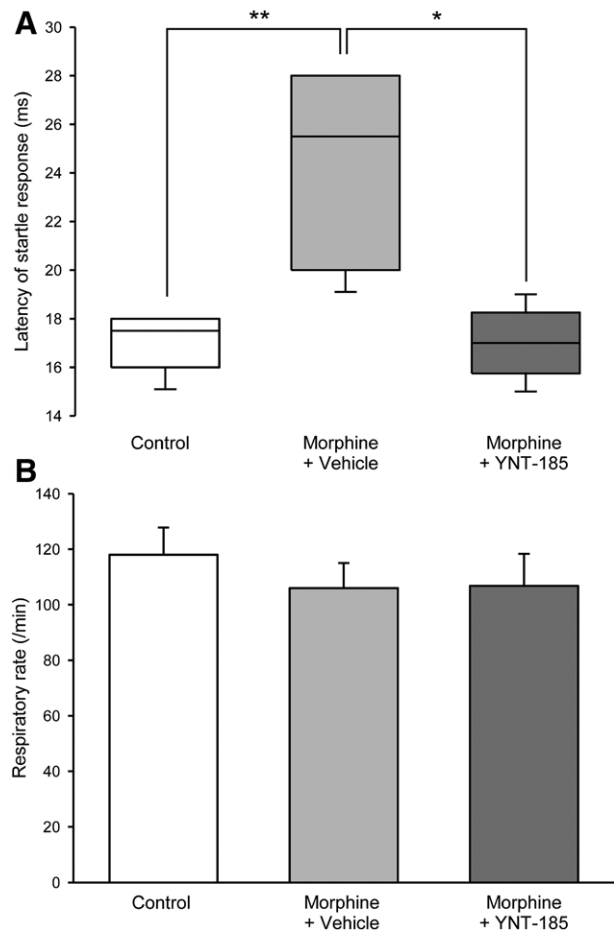 A
** *
30
28
26
24
22
20
18
16
14
Latency of startle response (ms)
Control
Morphine
+ Vehicle
Morphine
+ YNT-185
B
140
120
100
80
60
40
20
0
Respiratory rate (/min)
Control
Morphine
+ Vehicle
Morphine
+ YNT-185